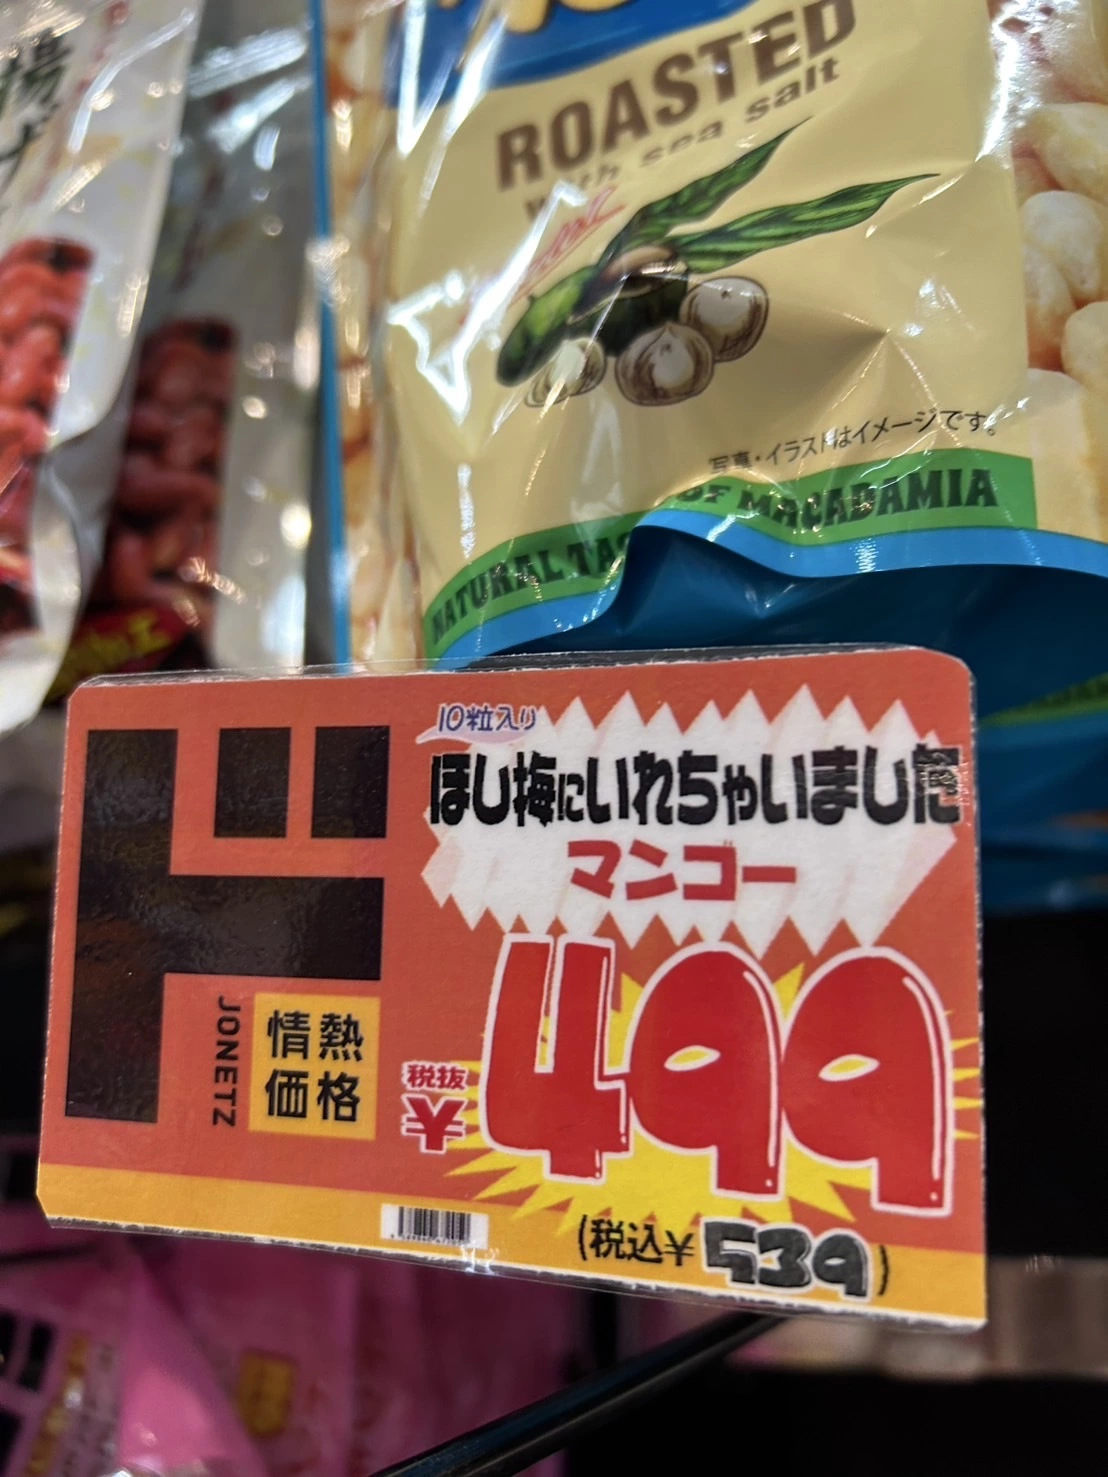 ROASTED
with sea salt
写真・イラストはイメージです。
NATURAL TAS
OF MACADAMIA
10粒入り
ほし梅にいれちゃいました
マンゴー
ド
JONETZ
情熱
価格
税抜
¥
499
(税込¥539)